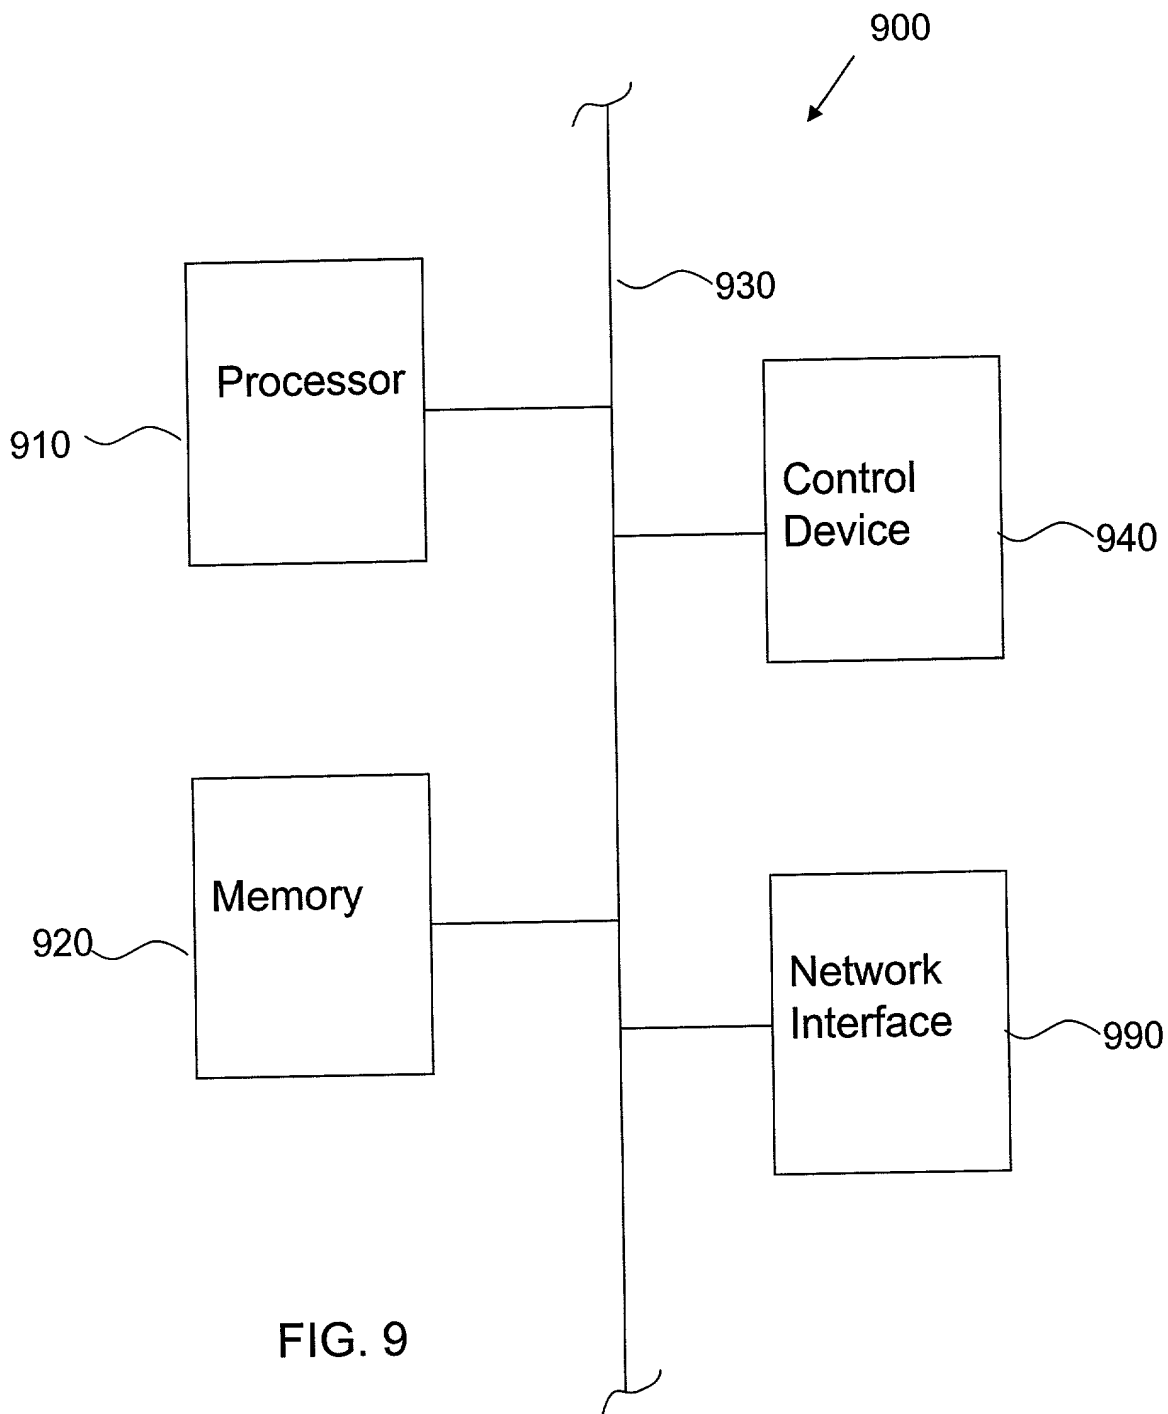 900
930
Processor
910
Control
Device
940
Memory
920
Network
Interface
990
FIG. 9